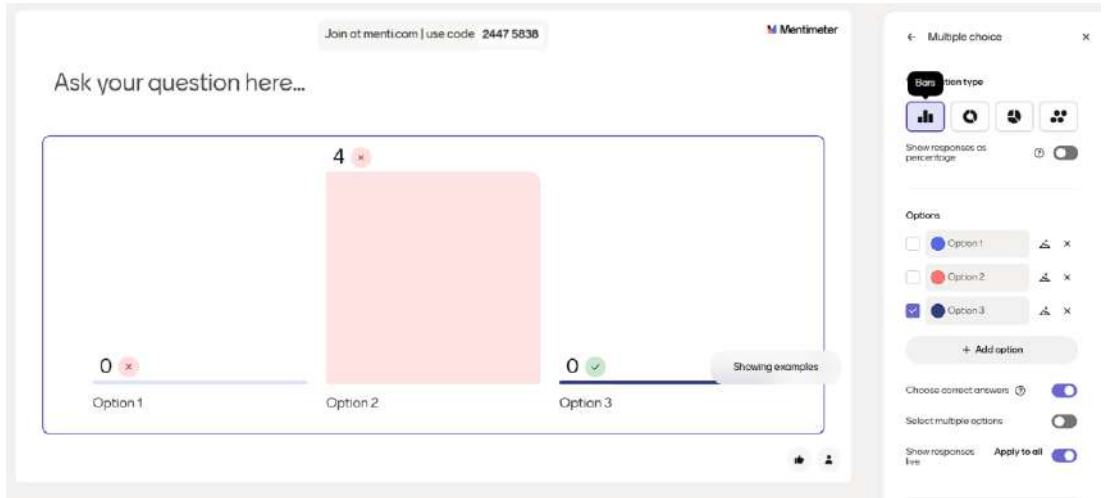 Join at menti.com | use code 2447 5838
Mentimeter
Ask your question here...
4
0
0
Showing examples
Option 1
Option 2
Option 3
Multiple choice
Bars
tion type
Show responses as
percentage
Options
Option 1
Option 2
Option 3
+ Add option
Choose correct answers
Select multiple options
Show responses
live
Apply to all